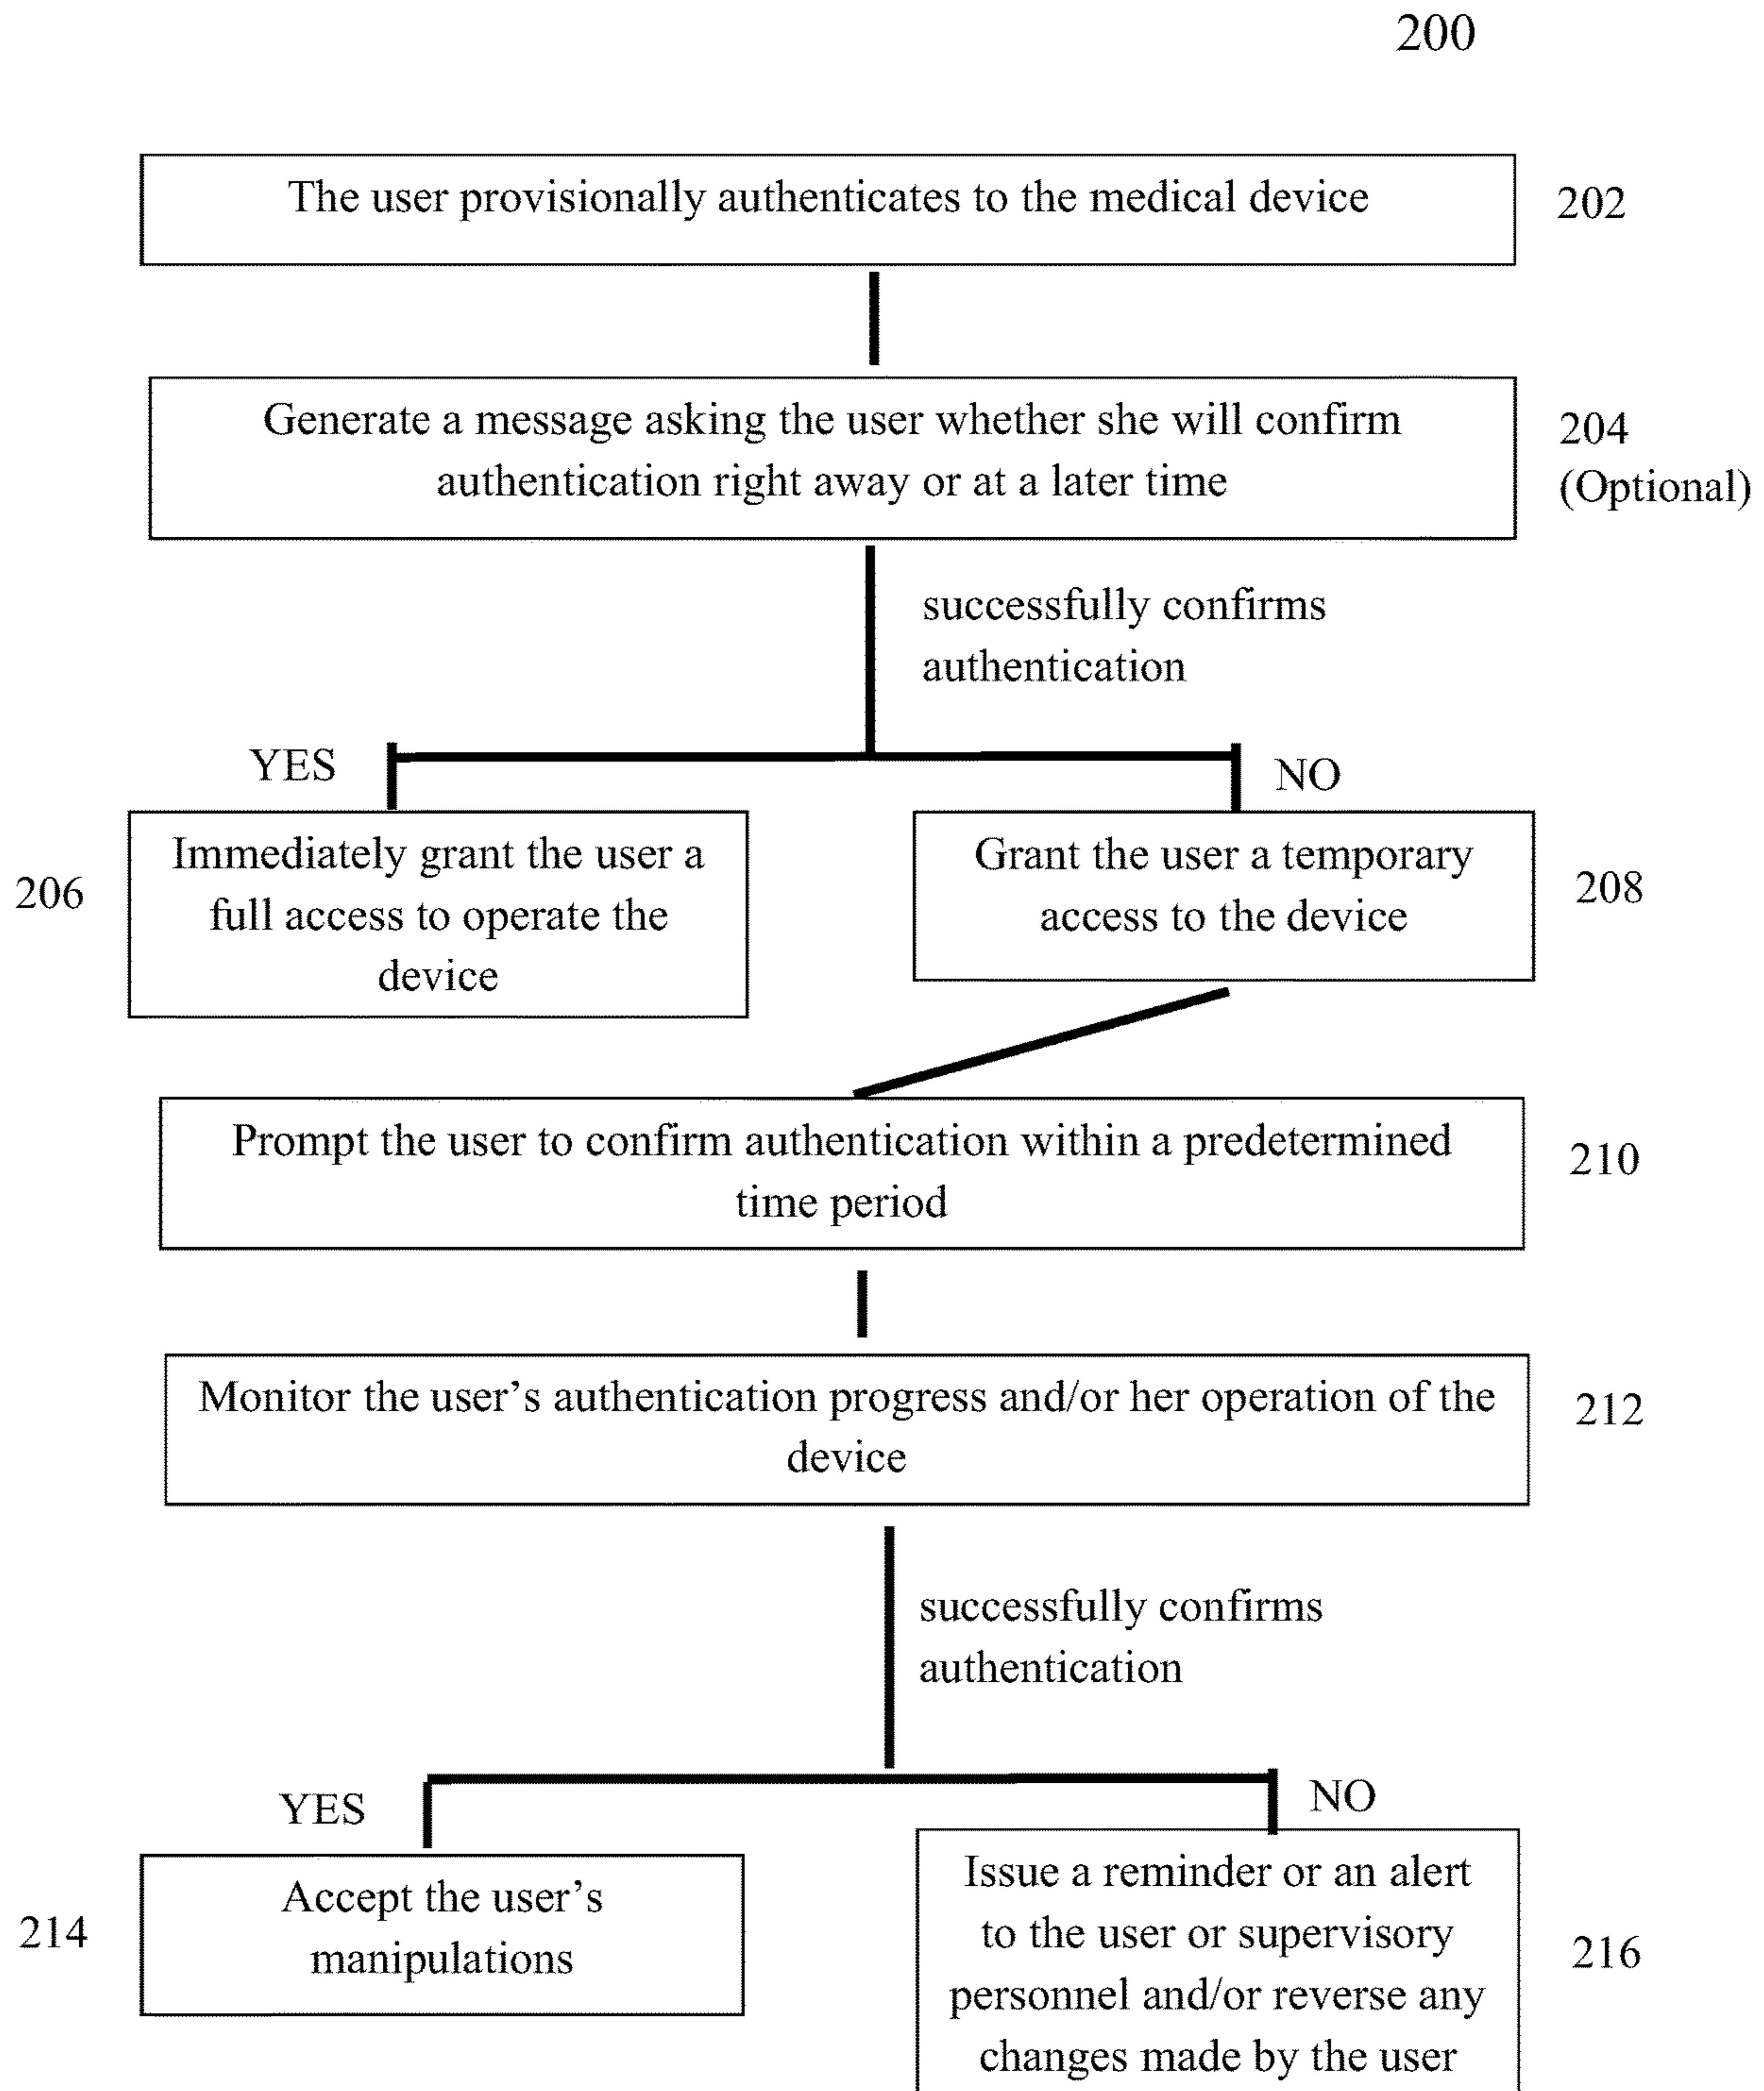 200
The user provisionally authenticates to the medical device
202
Generate a message asking the user whether she will confirm
authentication right away or at a later time
204
(Optional)
successfully confirms
authentication
YES
NO
206
Immediately grant the user a
full access to operate the
device
Grant the user a temporary
access to the device
208
Prompt the user to confirm authentication within a predetermined
time period
210
Monitor the user’s authentication progress and/or her operation of the
device
212
successfully confirms
authentication
YES
NO
214
Accept the user’s
manipulations
Issue a reminder or an alert
to the user or supervisory
personnel and/or reverse any
changes made by the user
216